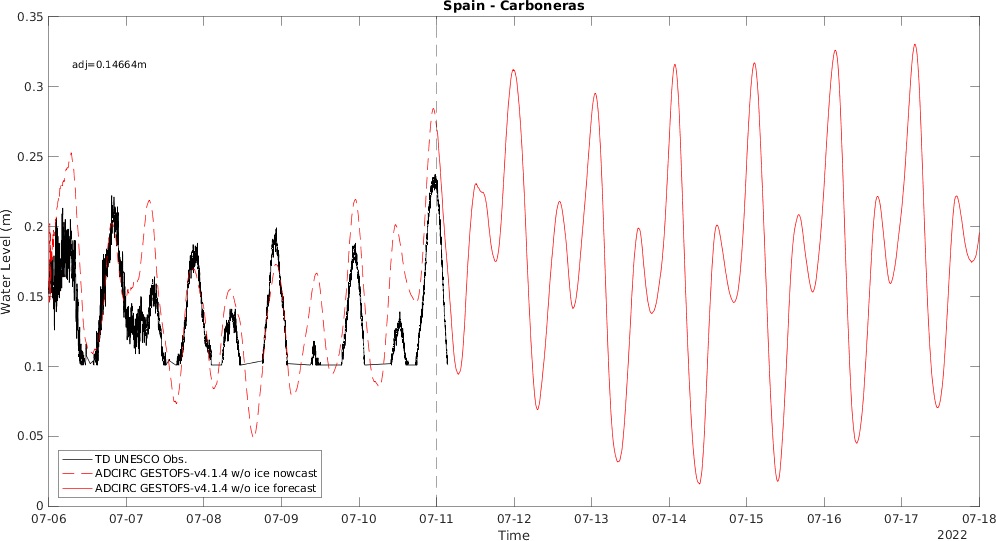 Spain - Carboneras
0.35
0.3
0.25
0.2
0.15
0.1
0.05
0
Water Level (m)
adj=0.14664m
TD UNESCO Obs.
ADCIRC GESTOFS-v4.1.4 w/o ice nowcast
ADCIRC GESTOFS-v4.1.4 w/o ice forecast
07-06 07-07 07-08 07-09 07-10 07-11 07-12 07-13 07-14 07-15 07-16 07-17 07-18
Time
2022